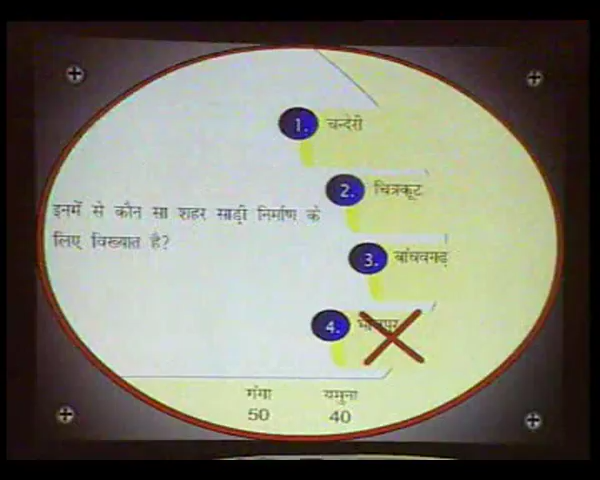 1. चन्देरी
2. चित्रकूट
इनमें से कौन सा शहर साड़ी निर्माण के
लिए विख्यात है?
3. बांधवगढ़
4.
गंगा यमुना
50 40